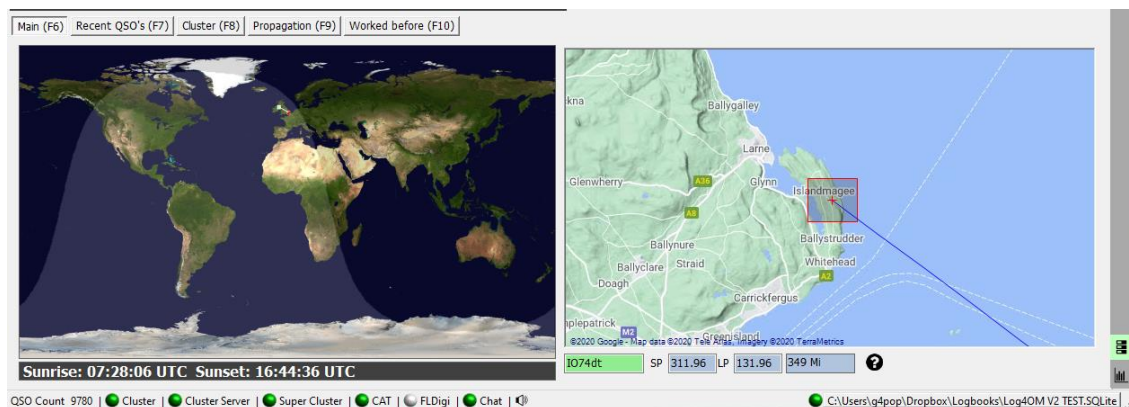 Main (F6) Recent QSO's (F7) Cluster (F8) Propagation (F9) Worked before (F10)
kna
Ballygalley
Larne
Glenwherry
A36
Glynn
Islandmagee
A8
Ballynure
Ballystrudder
Ballyclare
Straid
Whitehead
Doagh
A2
Carrickfergus
nplepatrick
M2
Greenisland
©2020 Google - Map data ©2020 Tele Atlas, Imagery ©2020 TerraMetrics
IO74dt SP 311.96 LP 131.96 349 Mi ?
Sunrise: 07:28:06 UTC Sunset: 16:44:36 UTC
QSO Count 9780 | Cluster | Cluster Server | Super Cluster | CAT | FLDigi | Chat | C:\Users\g4pop\Dropbox\Logbooks\Log4OM V2 TEST.SQLite